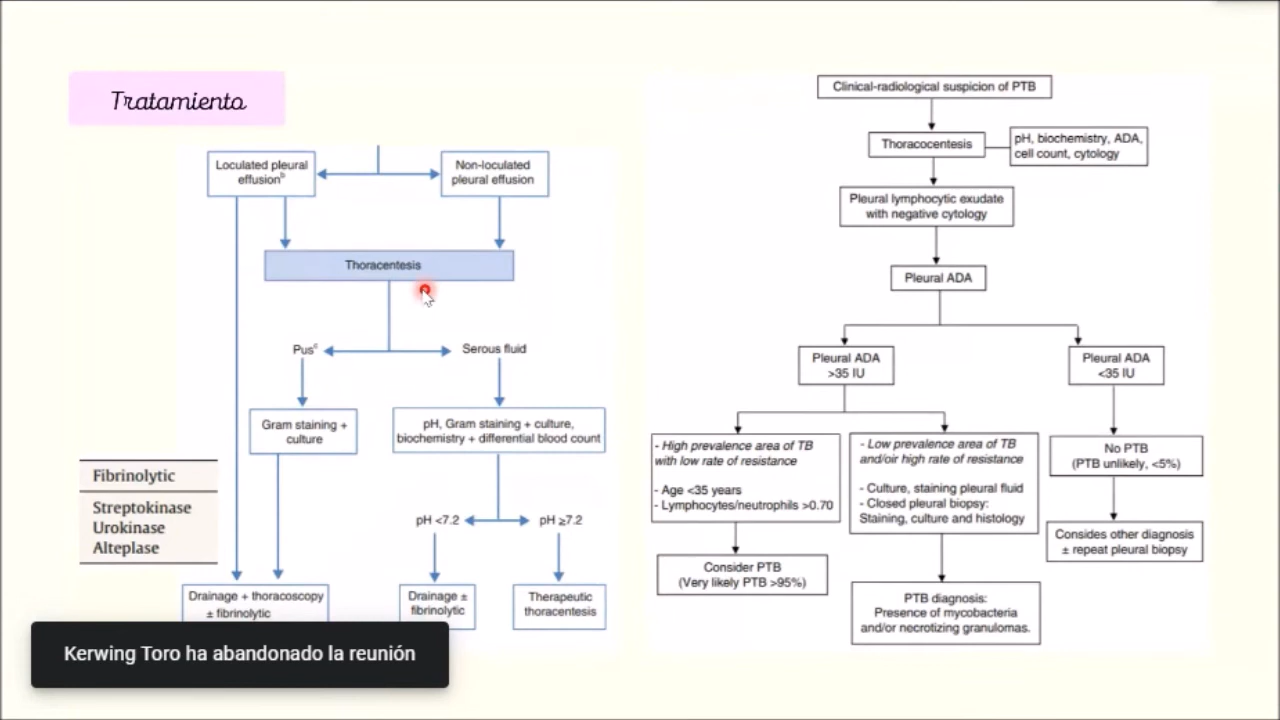 Tratamiento
Loculated pleural
effusionb
Non-loculated
pleural effusion
Thoracentesis
Pusc
Serous fluid
Gram staining +
culture
pH, Gram staining + culture,
biochemistry + differential blood count
Fibrinolytic
Streptokinase
Urokinase
Alteplase
pH <7.2
pH ≥7.2
Drainage + thoracoscopy
± fibrinolytic
Drainage ±
fibrinolytic
Therapeutic
thoracentesis
Clinical-radiological suspicion of PTB
Thoracocentesis
pH, biochemistry, ADA,
cell count, cytology
Pleural lymphocytic exudate
with negative cytology
Pleural ADA
Pleural ADA
>35 IU
Pleural ADA
<35 IU
- High prevalence area of TB
with low rate of resistance
- Age <35 years
- Lymphocytes/neutrophils >0.70
- Low prevalence area of TB
and/oir high rate of resistance
- Culture, staining pleural fluid
- Closed pleural biopsy:
Staining, culture and histology
No PTB
(PTB unlikely, <5%)
Consider PTB
(Very likely PTB >95%)
Consides other diagnosis
± repeat pleural biopsy
PTB diagnosis:
Presence of mycobacteria
and/or necrotizing granulomas.
Kerwing Toro ha abandonado la reunión